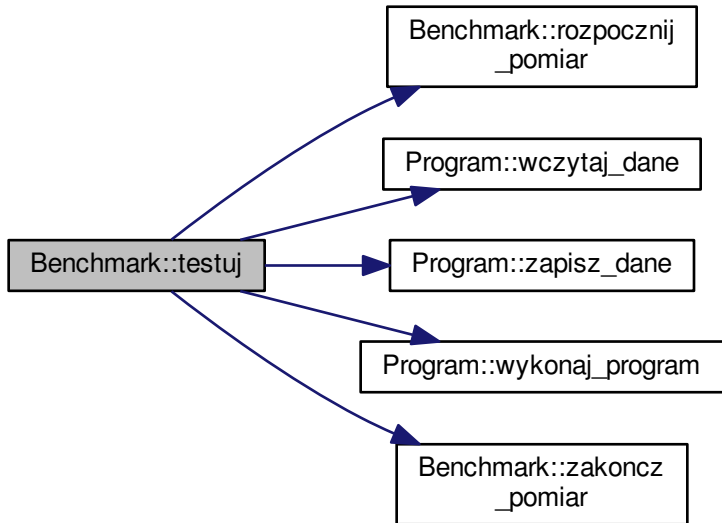 Benchmark::rozpocznij
_pomiar
Program::wczytaj_dane
Benchmark::testuj
Program::zapisz_dane
Program::wykonaj_program
Benchmark::zakoncz
_pomiar